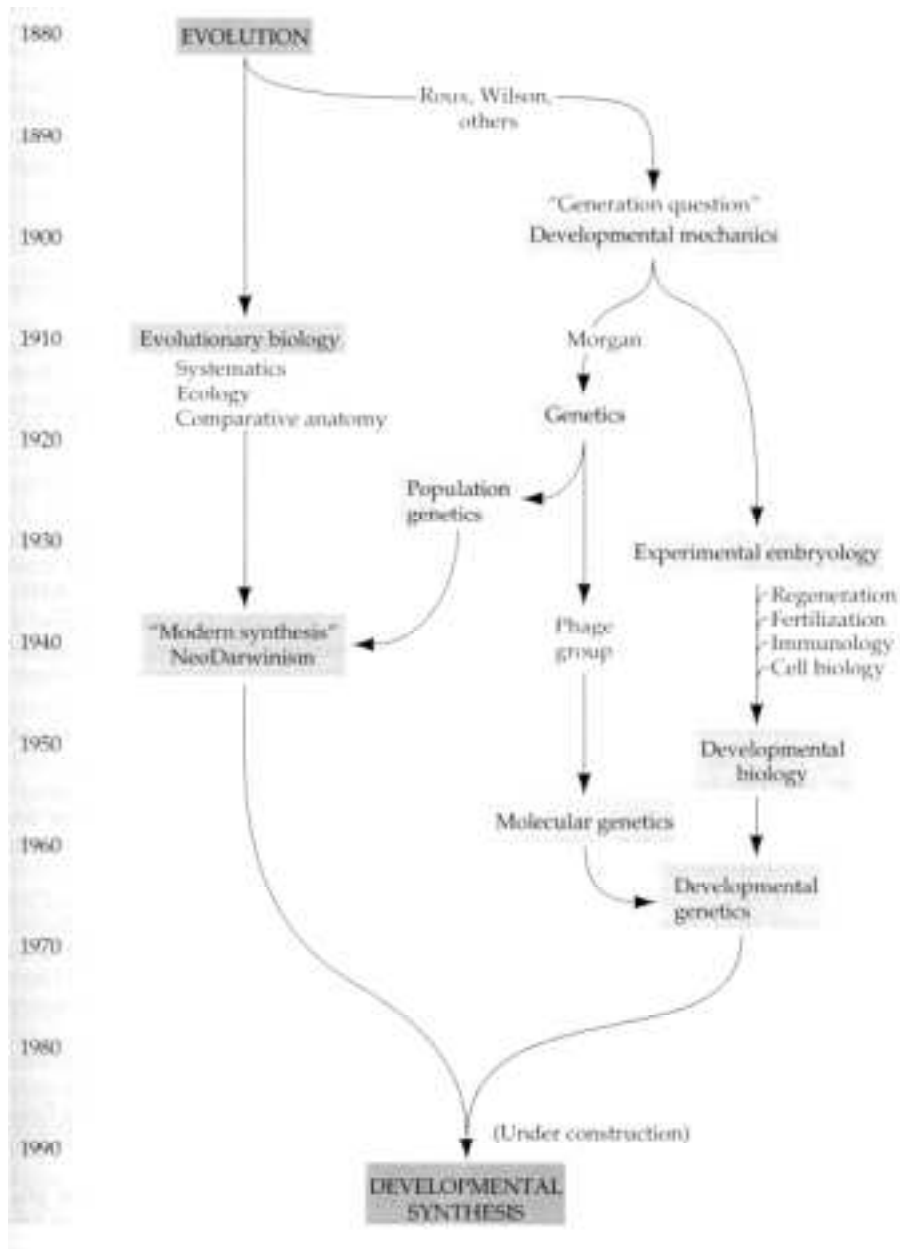 1880
EVOLUTION
Roux, Wilson,
others
1890
"Generation question"
1900
Developmental mechanics
1910
Evolutionary biology
Morgan
Systematics
Ecology
Comparative anatomy
Genetics
1920
Population
genetics
1930
Experimental embryology
Regeneration
Fertilization
Immunology
Cell biology
"Modern synthesis"
NeoDarwinism
Phage
group
1940
1950
Developmental
biology
Molecular genetics
1960
Developmental
genetics
1970
1980
(Under construction)
1990
DEVELOPMENTAL
SYNTHESIS